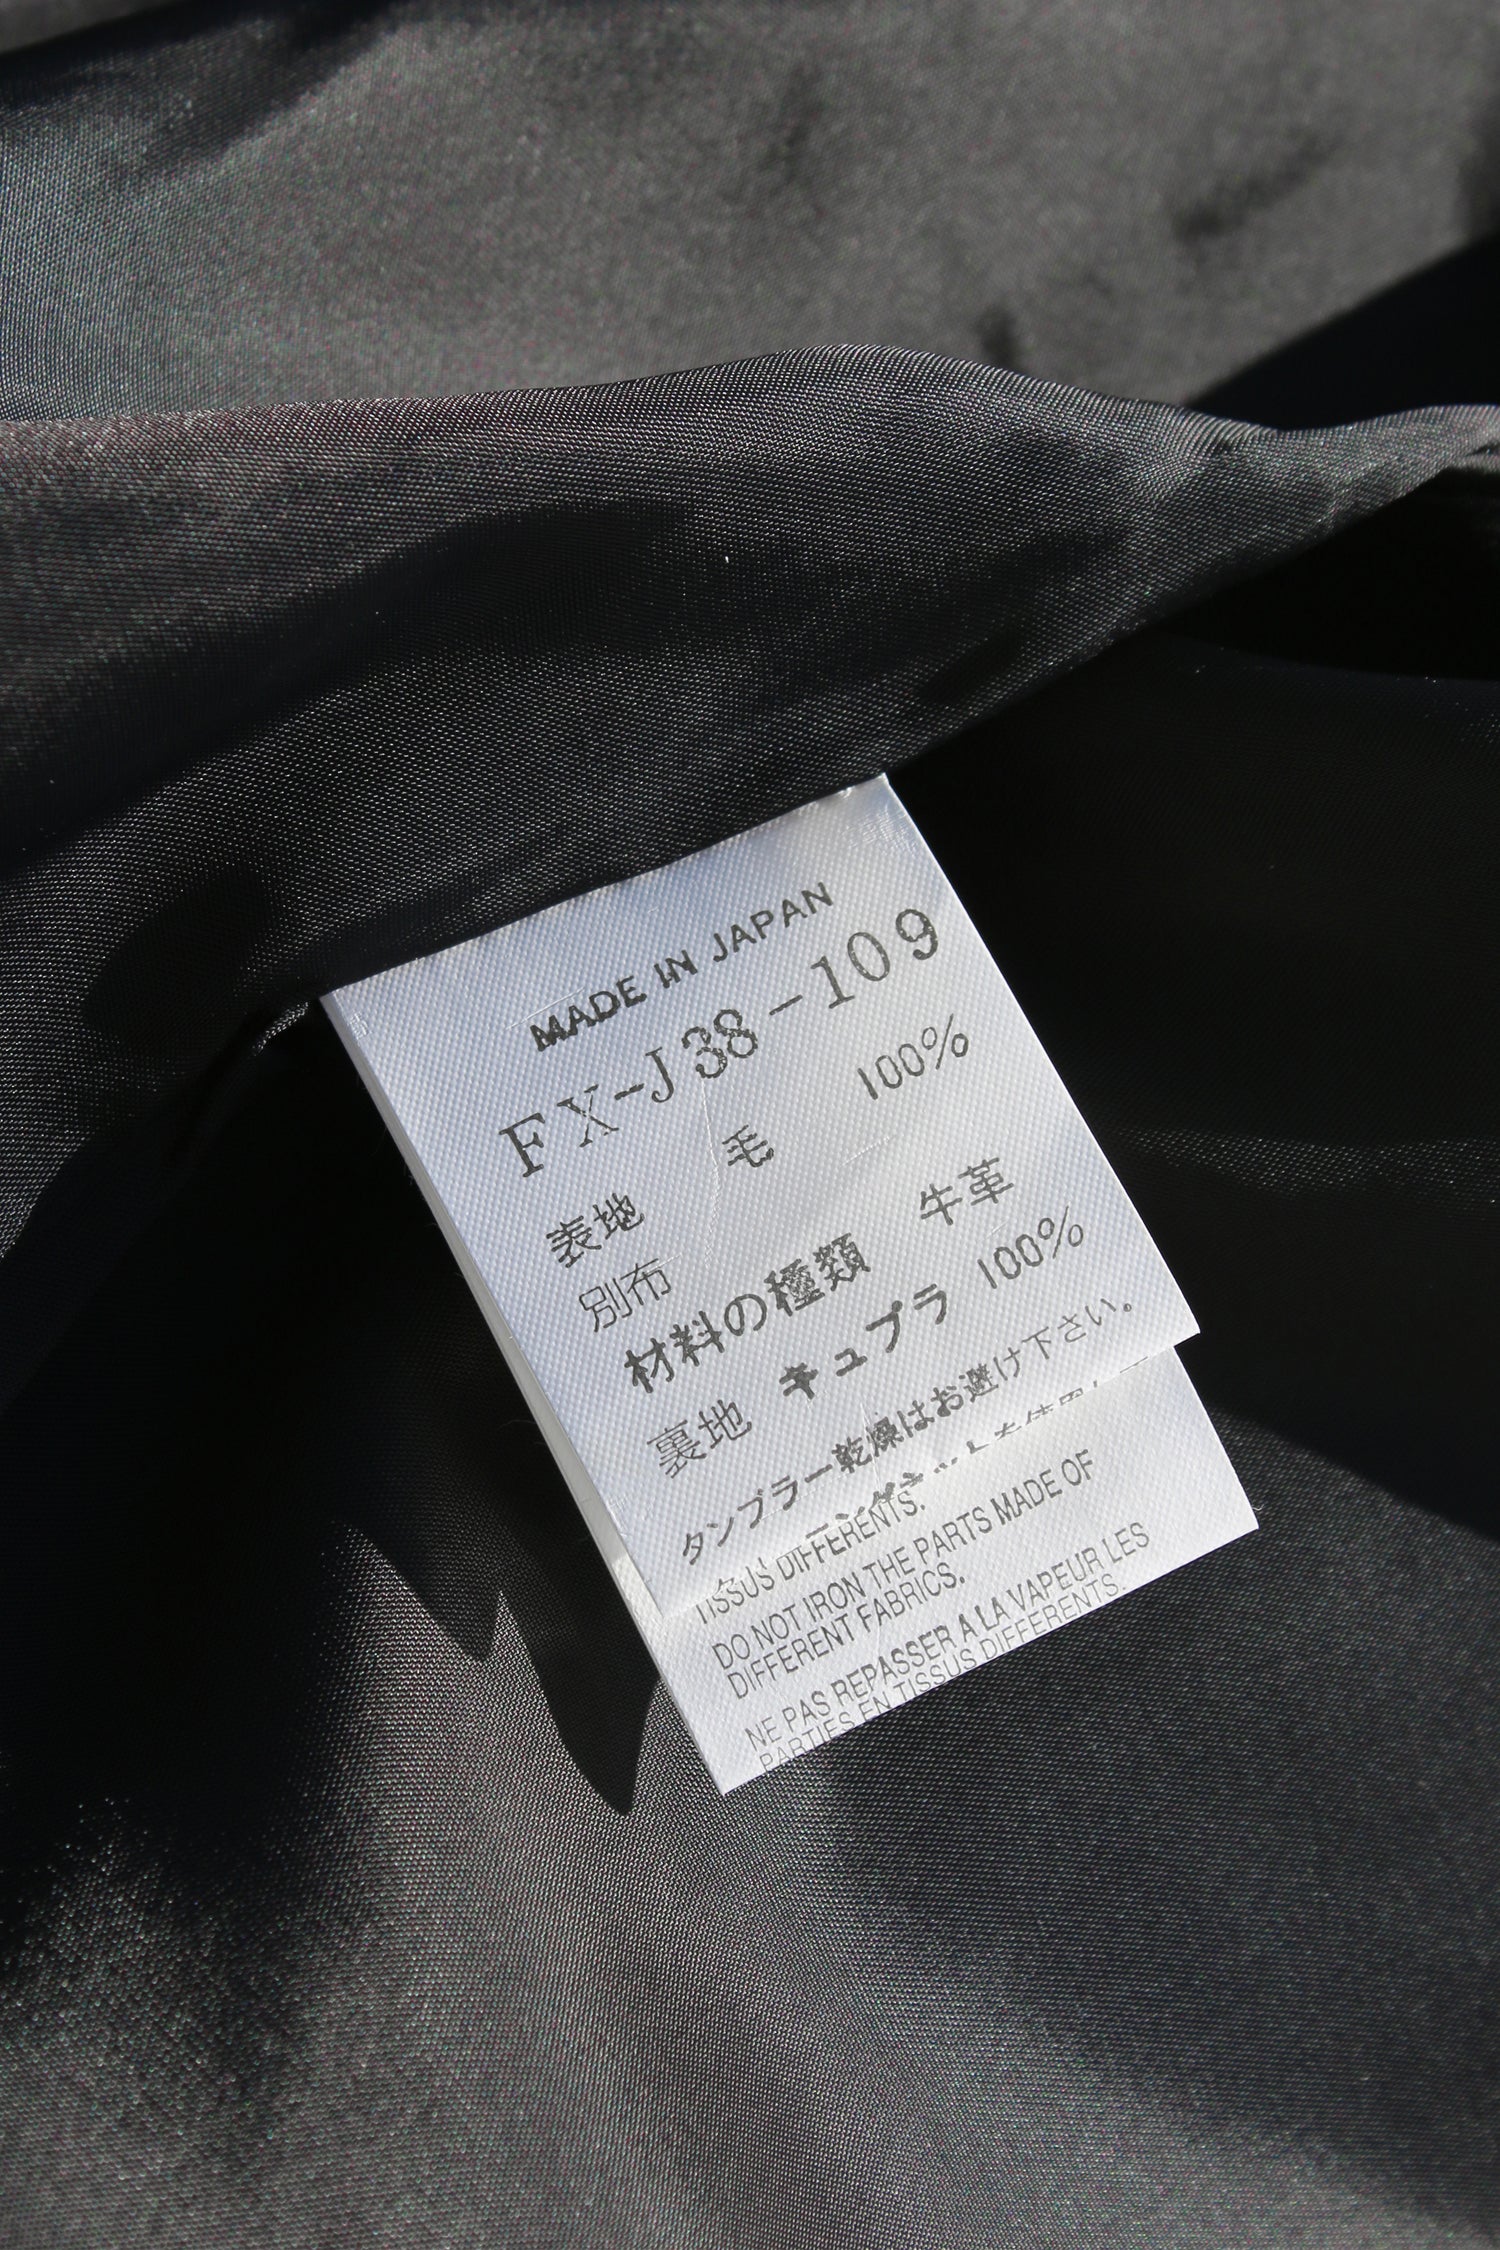 MADE IN JAPAN
FX-J38-109
表地 毛 100%
別布
材料の種類 牛革
裏地 キュプラ 100%
タンブラー乾燥はお避け下さい。
TISSUS DIFFERENTS.
DO NOT IRON THE PARTS MADE OF
DIFFERENT FABRICS.
NE PAS REPASSER A LA VAPEUR LES
PARTIES EN TISSUS DIFFERENTS.